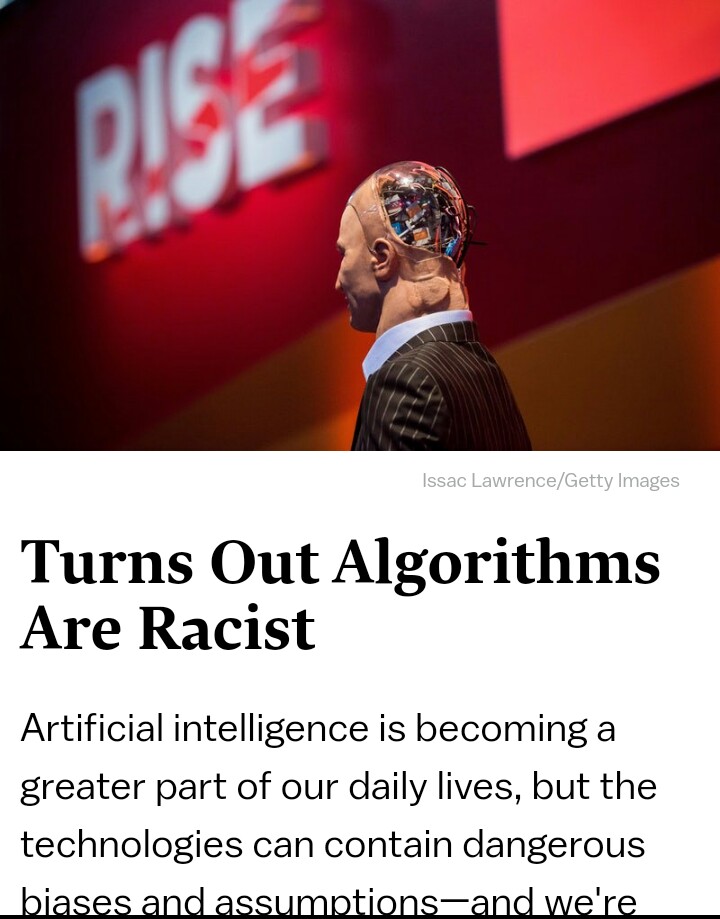 RISE
Issac Lawrence/Getty Images
Turns Out Algorithms
Are Racist
Artificial intelligence is becoming a
greater part of our daily lives, but the
technologies can contain dangerous
biases and assumptions—and we're